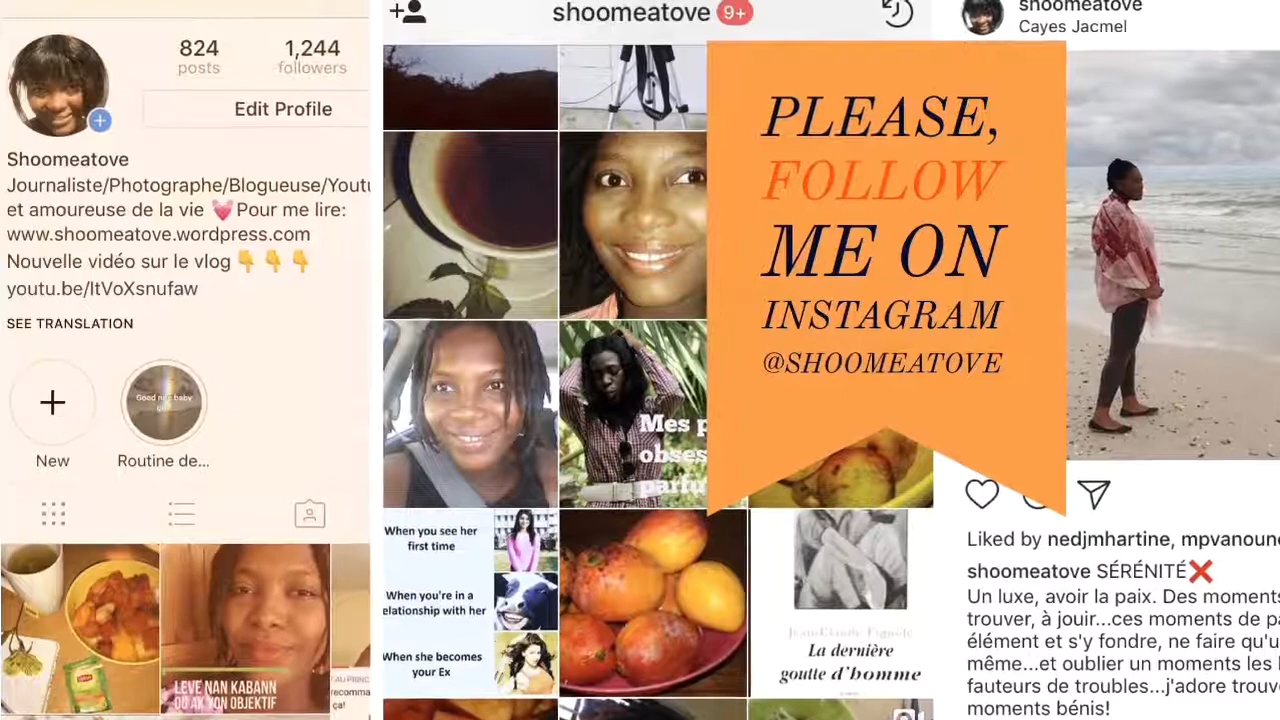 824
1,244
posts
followers
Edit Profile
Shoomeatove
Journaliste/Photographe/Blogueuse/Youtu
et amoureuse de la vie 💗Pour me lire:
www.shoomeatove.wordpress.com
Nouvelle vidéo sur le vlog👇👇👇
youtu.be/ItVoXsnufaw
SEE TRANSLATION
New
Routine de...
LEVE NAN KABANN
OU AK YON OBJEKTIF
shoomeatove 9+
Mes p
obses
parfu
When you see her
first time
When you're in a
elationship with her
When she becomes
your Ex
La dernière
goutte d'homme
PLEASE,
FOLLOW
ME ON
INSTAGRAM
@SHOOMEATOVE
shoomeatove
Cayes Jacmel
Liked by nedjmhartine, mpvanoun
shoomeatove SÉRÉNITÉ❌
Un luxe, avoir la paix. Des moments
trouver, à jouir...ces moments de pa
élément et s'y fondre, ne faire qu'u
même...et oublier un moments les
fauteurs de troubles...j'adore trouv
moments bénis!